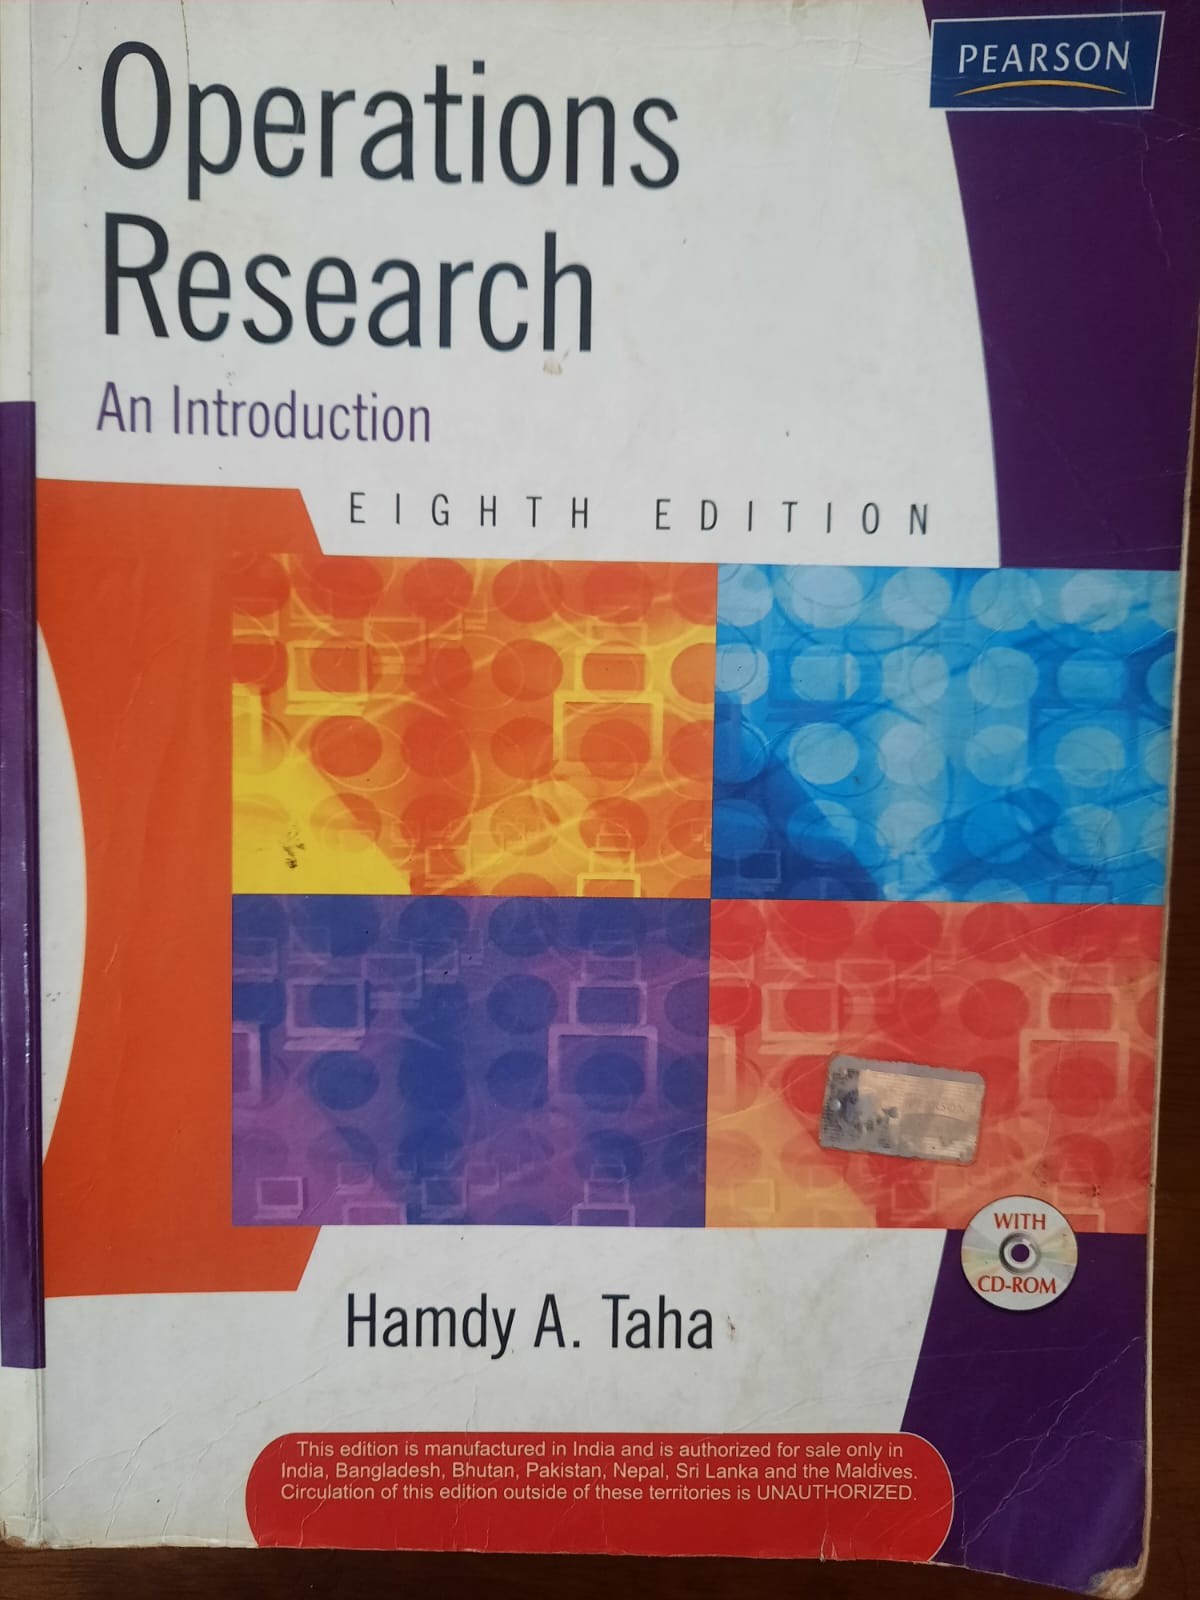 PEARSON
Operations
Research
An Introduction
EIGHTH EDITION
WITH
CD-ROM
Hamdy A. Taha
This edition is manufactured in India and is authorized for sale only in
India, Bangladesh, Bhutan, Pakistan, Nepal, Sri Lanka and the Maldives.
Circulation of this edition outside of these territories is UNAUTHORIZED.